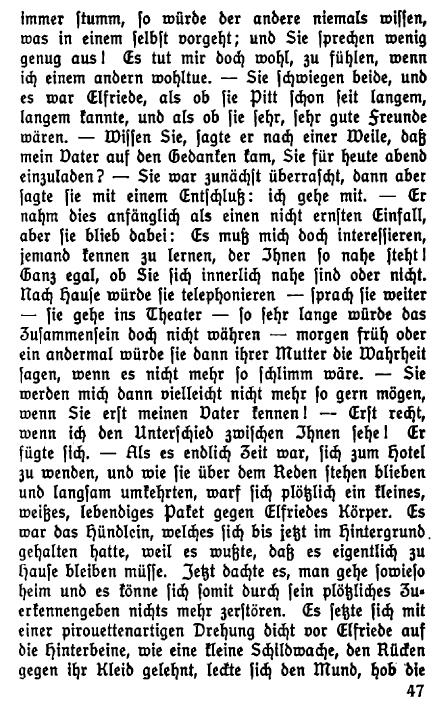 immer stumm, so würde der andere niemals wissen,
was in einem selbst vorgeht; und Sie sprechen wenig
genug aus! Es tut mir doch wohl, zu fühlen, wenn
ich einem andern wohltue. — Sie schwiegen beide, und
es war Elfriede, als ob sie Pitt schon seit langem,
langem kannte, und als ob sie sehr, sehr gute Freunde
wären. — Wissen Sie, sagte er nach einer Weile, daß
mein Vater auf den Gedanken kam, Sie für heute abend
einzuladen? — Sie war zunächst überrascht, dann aber
sagte sie mit einem Entschluß: ich gehe mit. — Er
nahm dies anfänglich als einen nicht ernsten Einfall,
aber sie blieb dabei: Es muß mich doch interessieren,
jemand kennen zu lernen, der Ihnen so nahe steht!
Ganz egal, ob Sie sich innerlich nahe sind oder nicht.
Nach Hause würde sie telephonieren — sprach sie weiter
— sie gehe ins Theater — so sehr lange würde das
Zusammensein doch nicht währen — morgen früh oder
ein andermal würde sie dann ihrer Mutter die Wahrheit
sagen, wenn es nicht mehr so schlimm wäre. — Sie
werden mich dann vielleicht nicht mehr so gern mögen,
wenn Sie erst meinen Vater kennen! — Erst recht,
wenn ich den Unterschied zwischen Ihnen sehe! Er
fügte sich. — Als es endlich Zeit war, sich zum Hotel
zu wenden, und wie sie über dem Reden stehen blieben
und langsam umkehrten, warf sich plötzlich ein kleines,
weißes, lebendiges Paket gegen Elfriedes Körper. Es
war das Hündlein, welches sich bis jetzt im Hintergrund
gehalten hatte, weil es wußte, daß es eigentlich zu
Hause bleiben müsse. Jetzt dachte es, man gehe sowieso
heim und es könne sich somit durch sein plötzliches Zu-
erkennengeben nichts mehr zerstören. Es setzte sich mit
einer pirouettenartigen Drehung dicht vor Elfriede auf
die Hinterbeine, wie eine kleine Schildwache, den Rücken
gegen ihr Kleid gelehnt, leckte sich den Mund, hob die
47